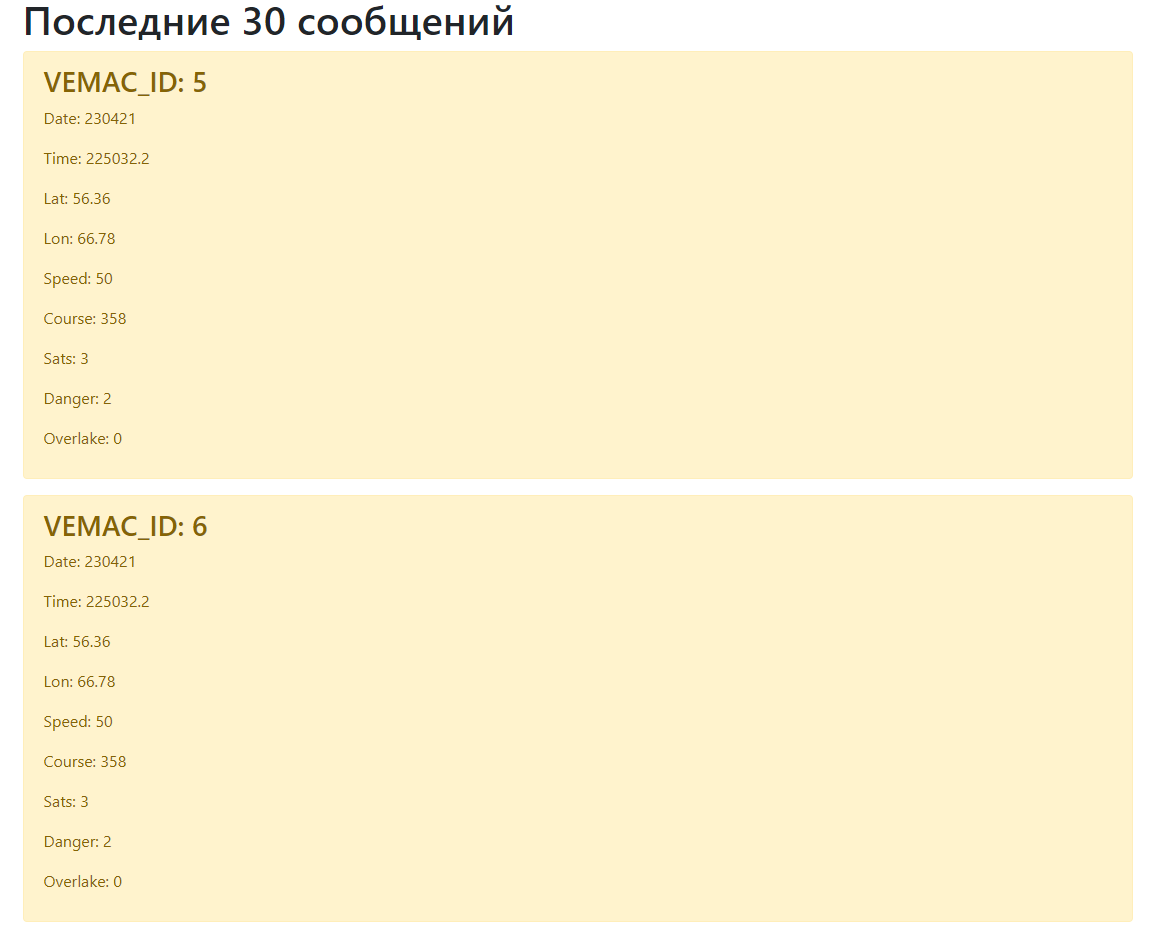 Последние 30 сообщений
VEMAC_ID: 5
Date: 230421
Time: 225032.2
Lat: 56.36
Lon: 66.78
Speed: 50
Course: 358
Sats: 3
Danger: 2
Overlake: 0
VEMAC_ID: 6
Date: 230421
Time: 225032.2
Lat: 56.36
Lon: 66.78
Speed: 50
Course: 358
Sats: 3
Danger: 2
Overlake: 0